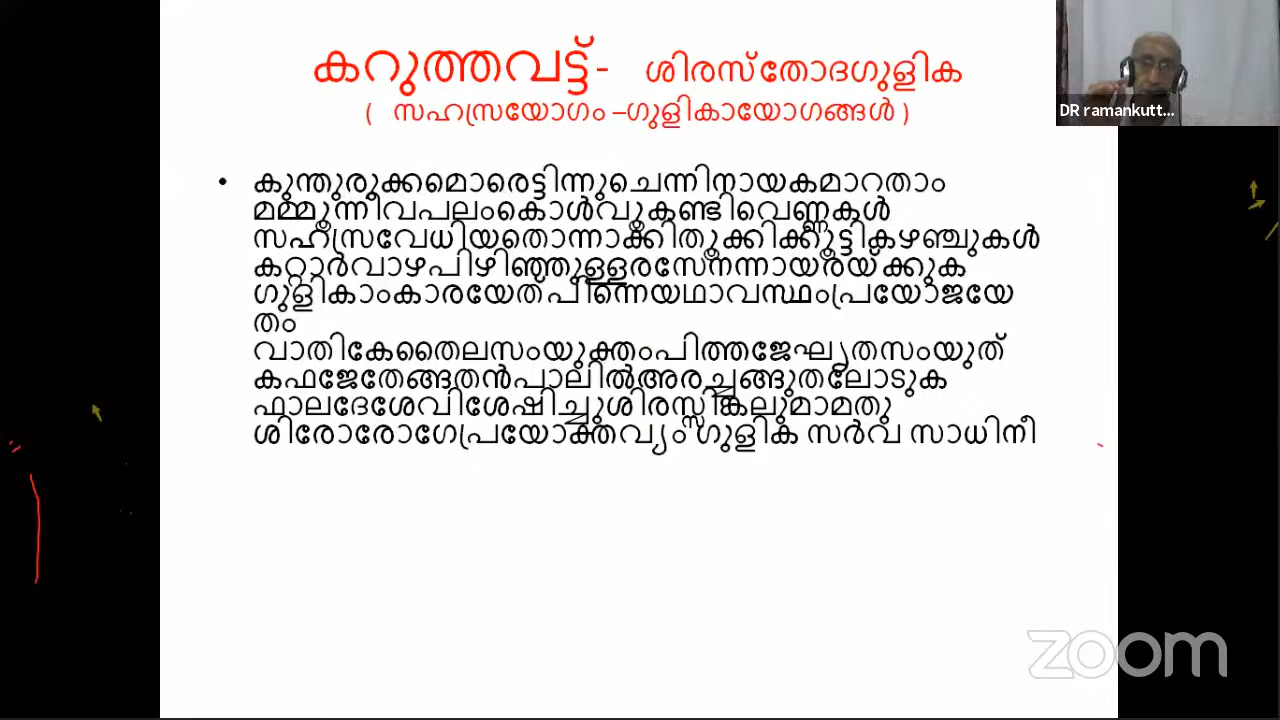 കറുത്തവട്ട്- ശിരസ്തോദഗുളിക
( സഹസ്രയോഗം –ഗുളികായോഗങ്ങൾ )
DR ramankutt...
• കുന്തുരുക്കമൊരെട്ടിന്നുചെന്നിനായകമാറതാം
മമ്മൂന്നീവപലംകൊൾവൂകണ്ടിവെണ്ണകൾ
സഹസ്രവേധിയതൊന്നാക്കിതൂക്കിക്കൂട്ടികഴഞ്ചുകൾ
കറ്റാർവാഴപിഴിഞ്ഞുള്ളരസേനന്നായരയ്ക്കുക
ഗുളികാംകാരയേത്പിന്നെയഥാവസ്ഥംപ്രയോജയേ
തം
വാതികേതൈലസംയുക്തംപിത്തജേഘൃതസംയുത്
കഫജേതേങ്ങതൻപാലിൽഅരച്ചങ്ങുതലോടുക
ഫാലദേശേവിശേഷിച്ചുശിരസ്സിങ്കലുമാമതു
ശിരോരോഗേപ്രയോക്തവ്യം ഗുളിക സർവ സാധിനീ
zoom